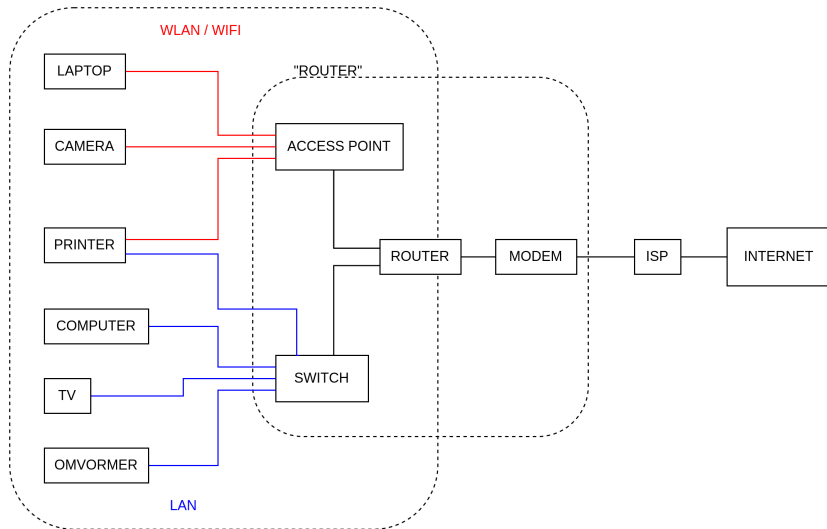 WLAN / WIFI
LAPTOP
"ROUTER"
CAMERA
ACCESS POINT
PRINTER
ROUTER
MODEM
ISP
INTERNET
COMPUTER
SWITCH
TV
OMVORMER
LAN